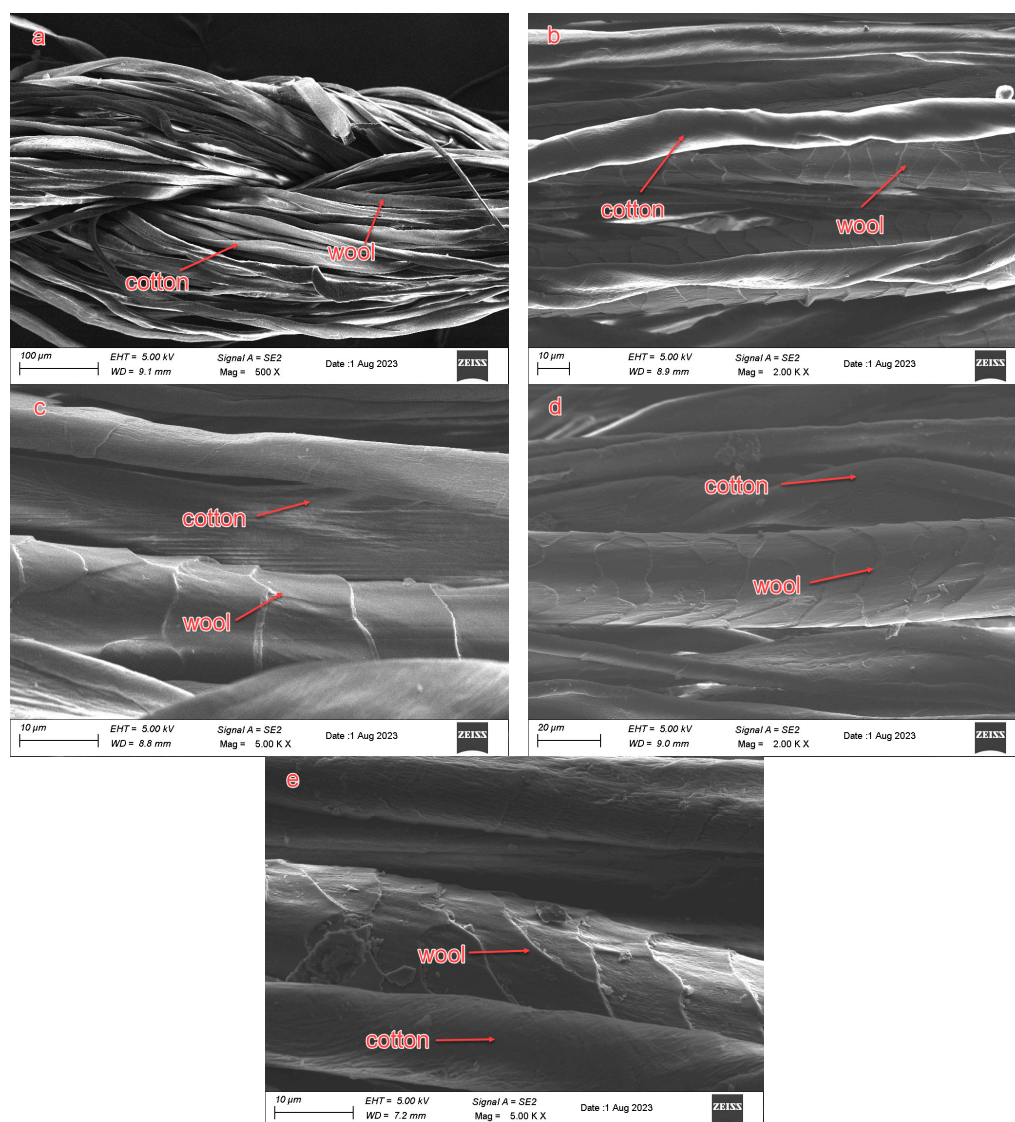 a
wool
cotton
100 µm
EHT = 5.00 kV
WD = 9.1 mm
Signal A = SE2
Mag = 500 X
Date :1 Aug 2023
ZEISS
b
cotton
wool
10 µm
EHT = 5.00 kV
WD = 8.9 mm
Signal A = SE2
Mag = 2.00 K X
Date :1 Aug 2023
ZEISS
c
cotton
wool
10 µm
EHT = 5.00 kV
WD = 8.8 mm
Signal A = SE2
Mag = 5.00 K X
Date :1 Aug 2023
ZEISS
d
cotton
wool
20 µm
EHT = 5.00 kV
WD = 9.0 mm
Signal A = SE2
Mag = 2.00 K X
Date :1 Aug 2023
ZEISS
e
wool
cotton
10 µm
EHT = 5.00 kV
WD = 7.2 mm
Signal A = SE2
Mag = 5.00 K X
Date :1 Aug 2023
ZEISS